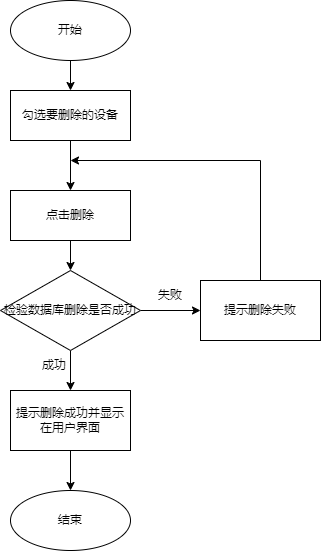 开始
勾选要删除的设备
点击删除
检验数据库删除是否成功
失败
提示删除失败
成功
提示删除成功并显示
在用户界面
结束